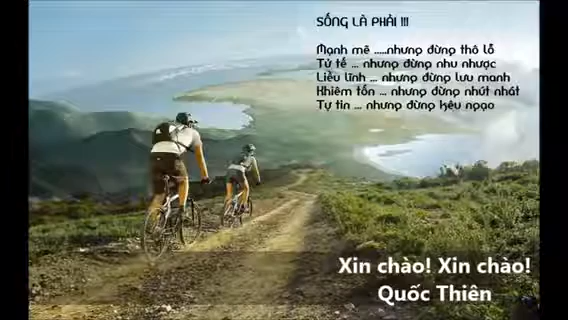 SỐNG LÀ PHẢI !!!
Mạnh mẽ .....nhưng đừng thô lỗ
Tử tế ... nhưng đừng nhu nhược
Liều lĩnh ... nhưng đừng lưu manh
Khiêm tốn ... nhưng đừng nhút nhát
Tự tin ... nhưng đừng kêu ngạo
Xin chào! Xin chào!
Quốc Thiên